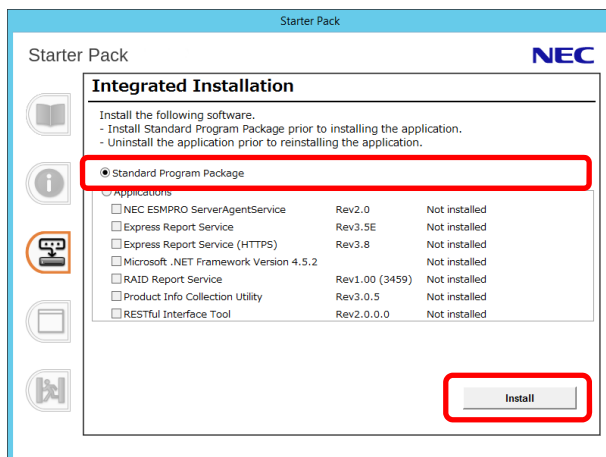 Starter Pack
Starter Pack NEC
Integrated Installation
Install the following software.
- Install Standard Program Package prior to installing the application.
- Uninstall the application prior to reinstalling the application.
Standard Program Package
Applications
NEC ESMPRO ServerAgentService Rev2.0 Not installed
Express Report Service Rev3.5E Not installed
Express Report Service (HTTPS) Rev3.8 Not installed
Microsoft .NET Framework Version 4.5.2 Not installed
RAID Report Service Rev1.00 (3459) Not installed
Product Info Collection Utility Rev3.0.5 Not installed
RESTful Interface Tool Rev2.0.0.0 Not installed
Install